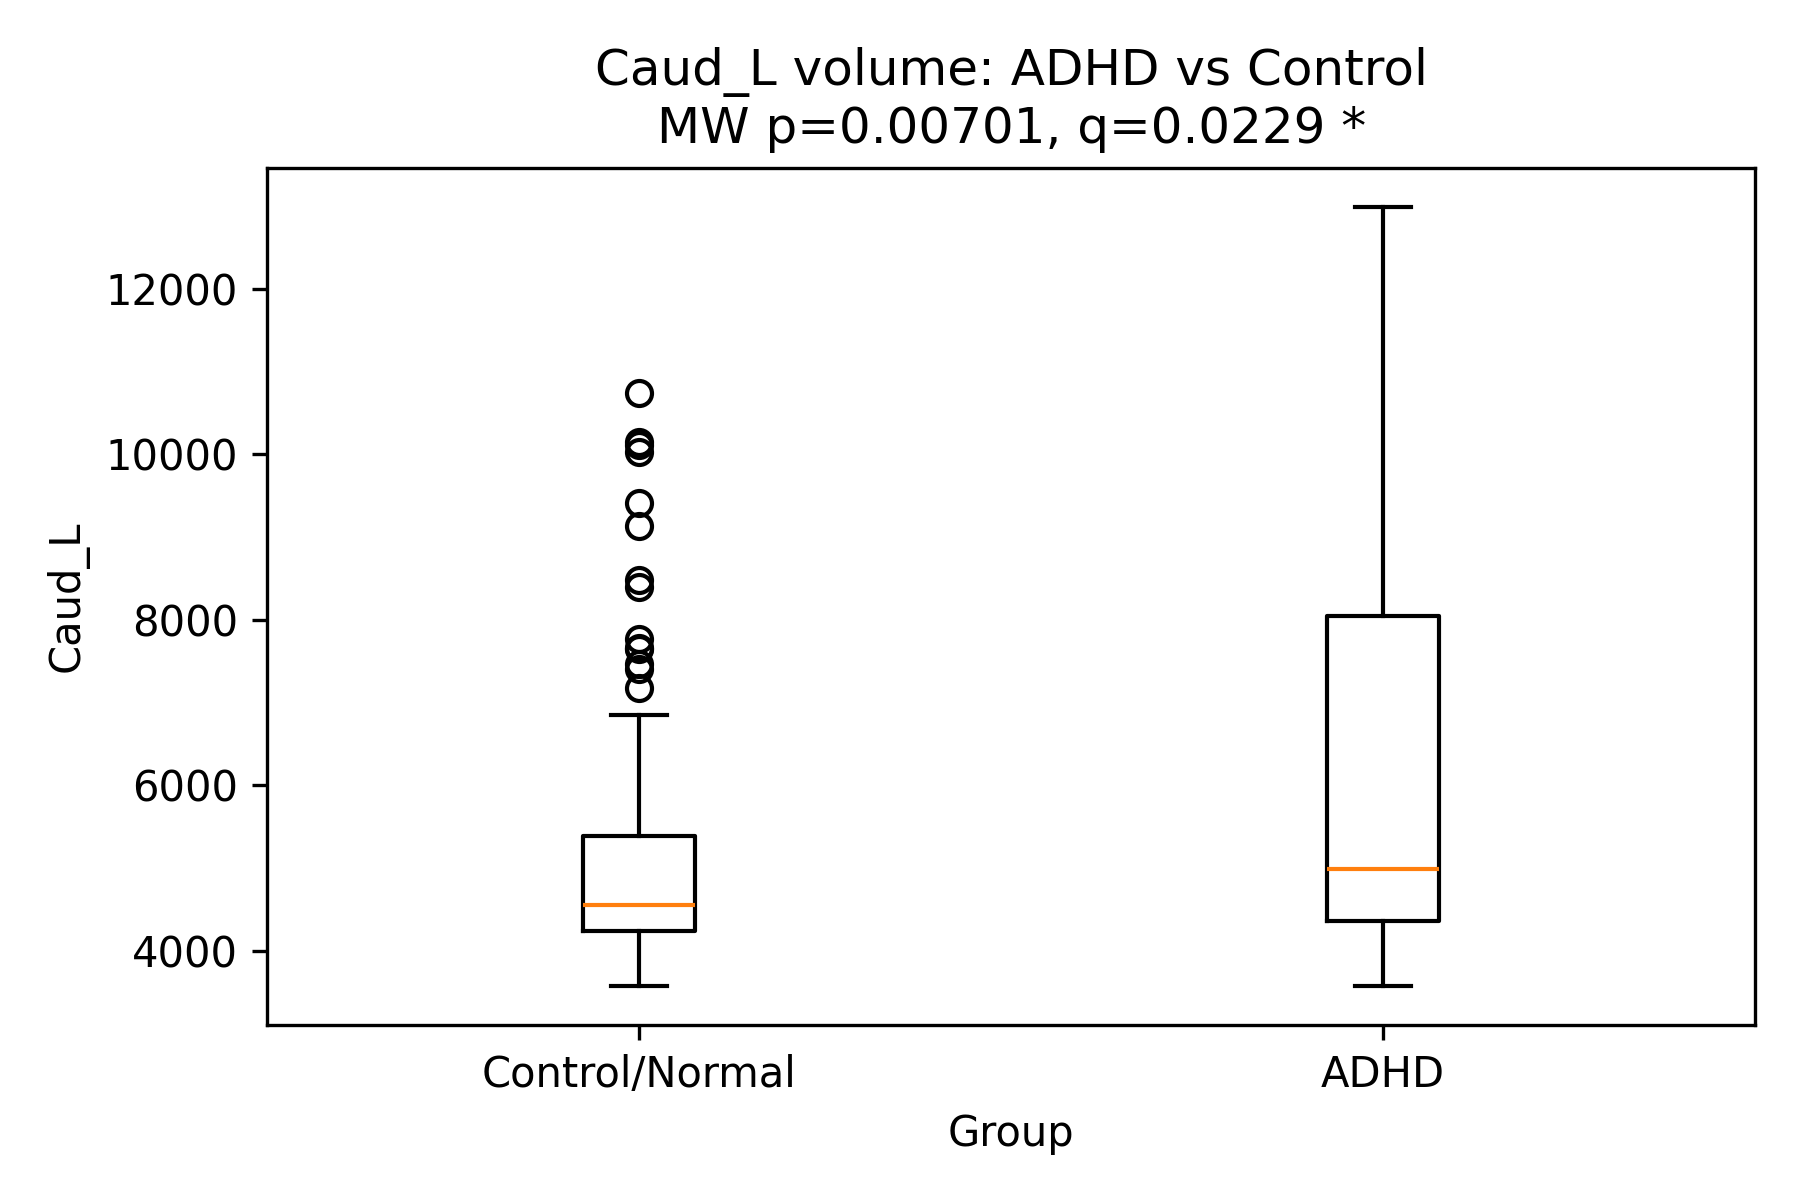 Caud_L volume: ADHD vs Control
MW p=0.00701, q=0.0229 *
12000
10000
8000
6000
4000
Caud_L
Control/Normal
ADHD
Group